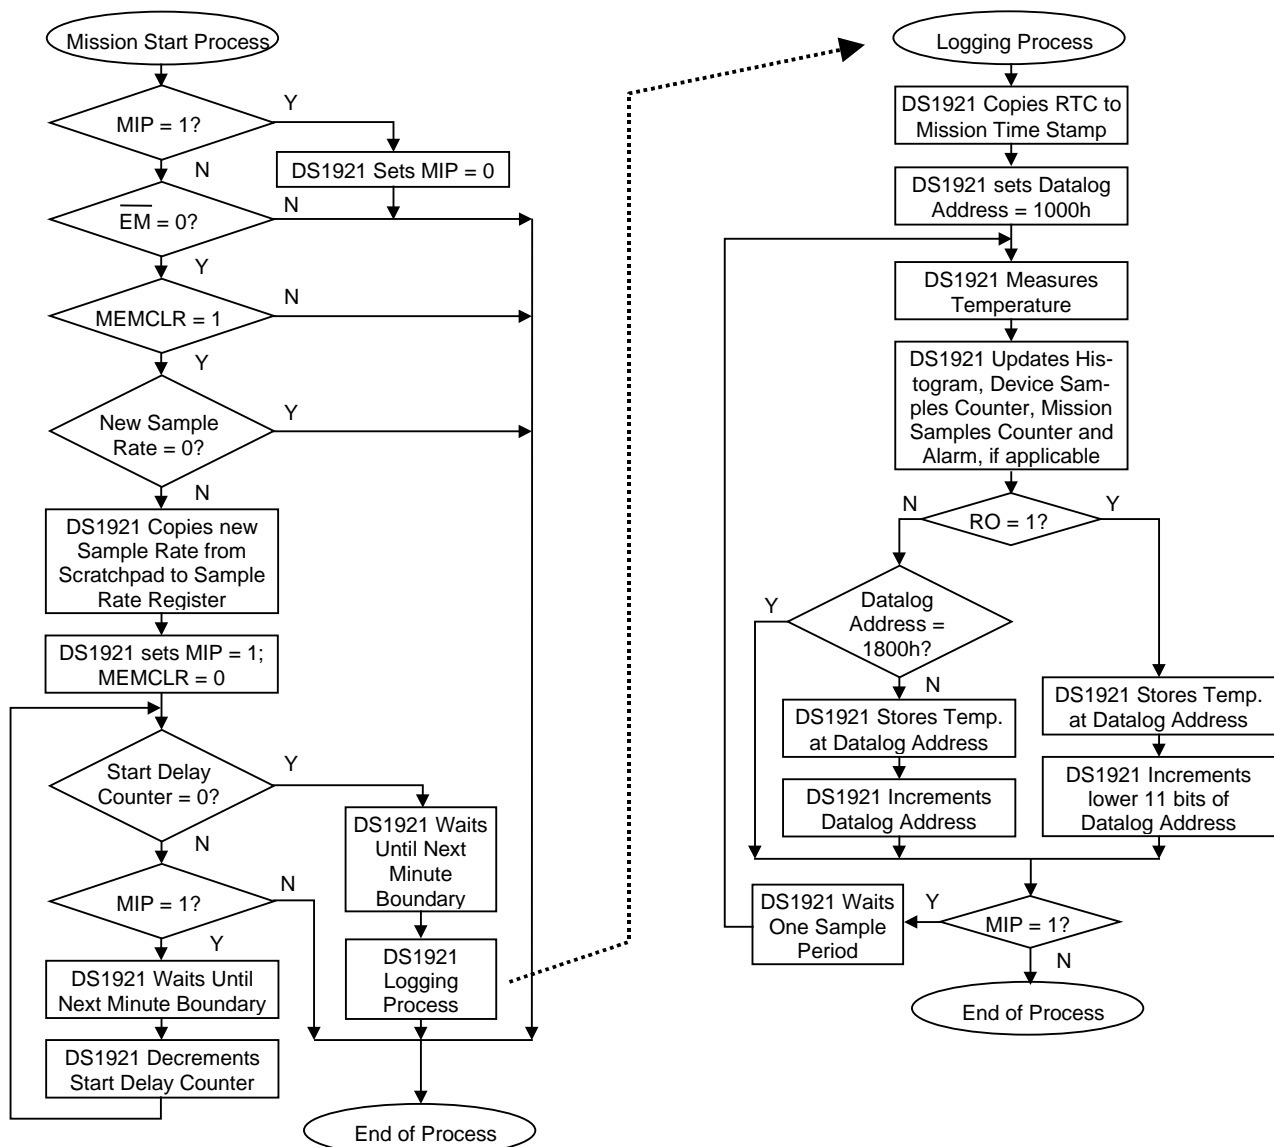 Mission Start Process
MIP = 1?
Y
N
DS1921 Sets MIP = 0
EM = 0?
N
Y
MEMCLR = 1
N
Y
New Sample
Rate = 0?
Y
N
DS1921 Copies new
Sample Rate from
Scratchpad to Sample
Rate Register
DS1921 sets MIP = 1;
MEMCLR = 0
Start Delay
Counter = 0?
Y
N
DS1921 Waits
Until Next
Minute
Boundary
MIP = 1?
N
Y
DS1921 Waits Until
Next Minute Boundary
DS1921
Logging
Process
DS1921 Decrements
Start Delay Counter
End of Process
Logging Process
DS1921 Copies RTC to
Mission Time Stamp
DS1921 sets Datalog
Address = 1000h
DS1921 Measures
Temperature
DS1921 Updates His-
togram, Device Sam-
ples Counter, Mission
Samples Counter and
Alarm, if applicable
N
RO = 1?
Y
Y
Datalog
Address =
1800h?
N
DS1921 Stores Temp.
at Datalog Address
DS1921 Increments
Datalog Address
DS1921 Stores Temp.
at Datalog Address
DS1921 Increments
lower 11 bits of
Datalog Address
DS1921 Waits
One Sample
Period
Y
MIP = 1?
N
End of Process